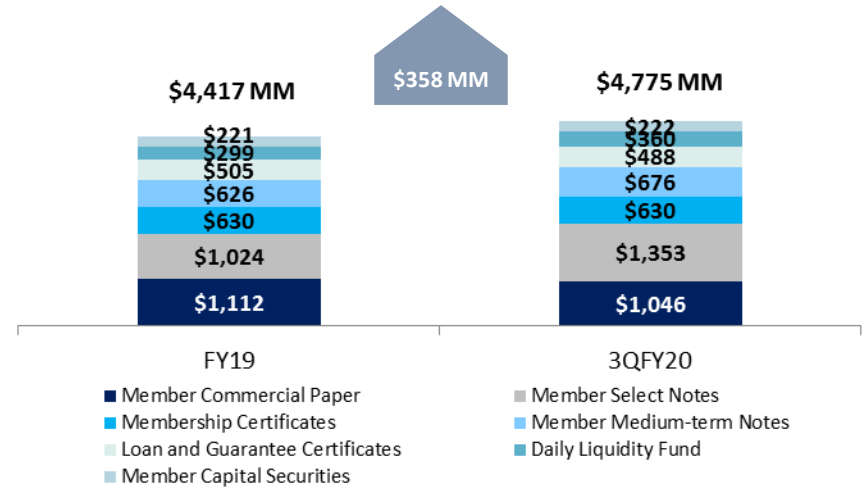 $358 MM
$4,417 MM
$4,775 MM
$221
$299
$505
$626
$630
$1,024
$1,112
$222
$360
$488
$676
$630
$1,353
$1,046
FY19
3QFY20
Member Commercial Paper
Member Select Notes
Membership Certificates
Member Medium-term Notes
Loan and Guarantee Certificates
Daily Liquidity Fund
Member Capital Securities